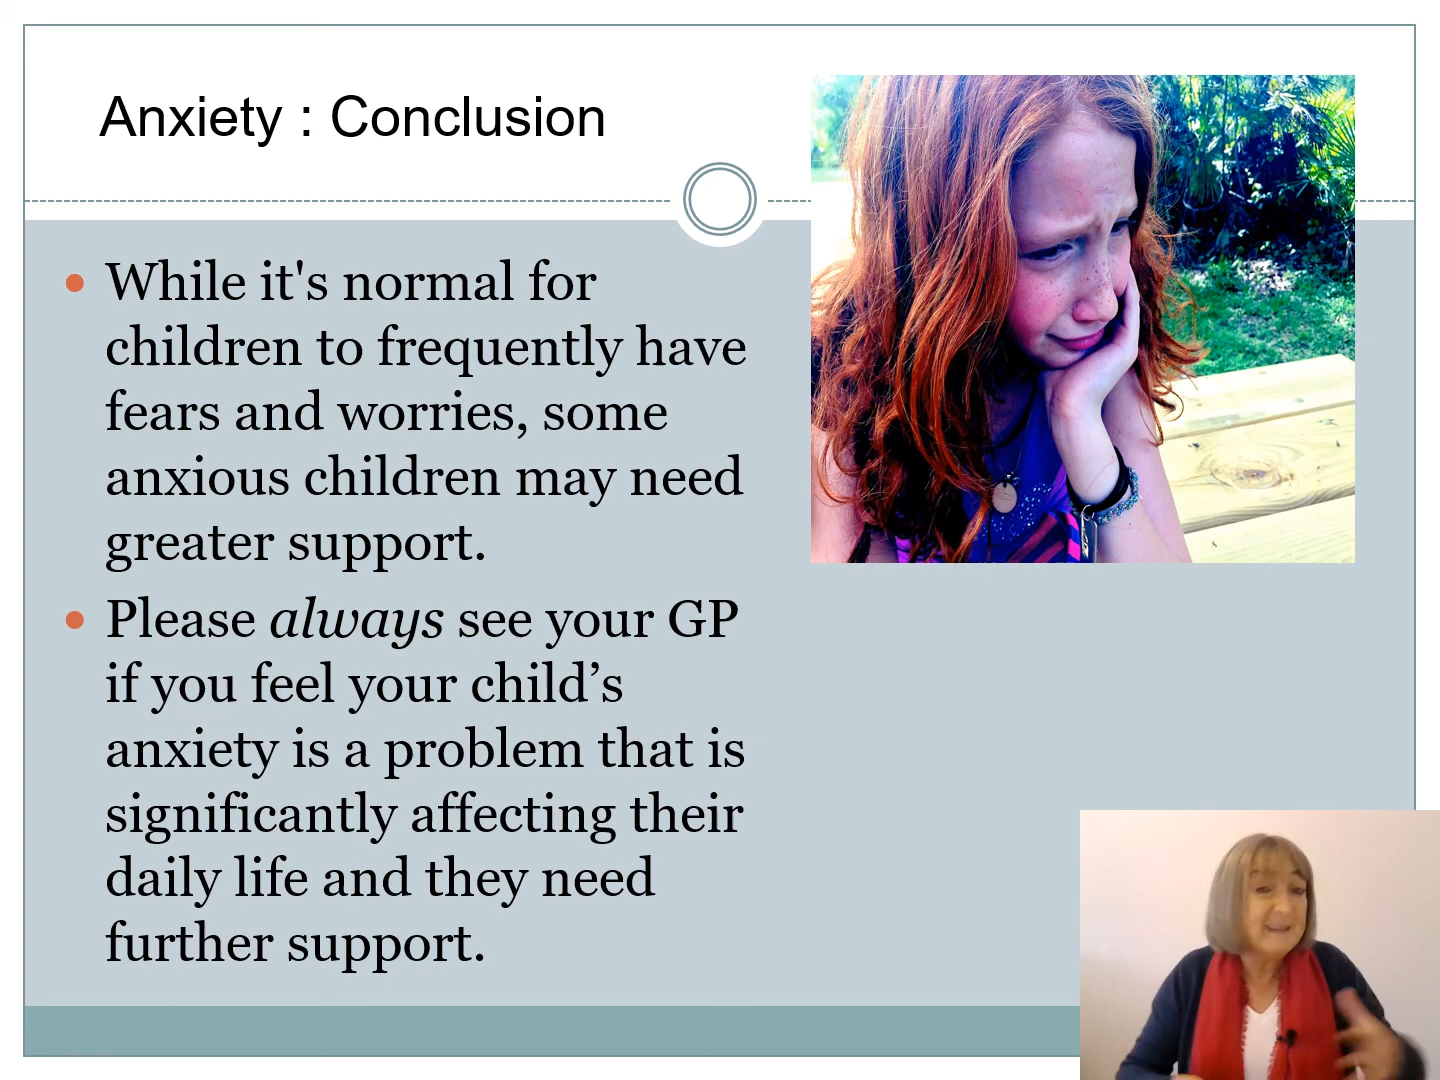 Anxiety : Conclusion
While it's normal for
children to frequently have
fears and worries, some
anxious children may need
greater support.
Please always see your GP
if you feel your child’s
anxiety is a problem that is
significantly affecting their
daily life and they need
further support.